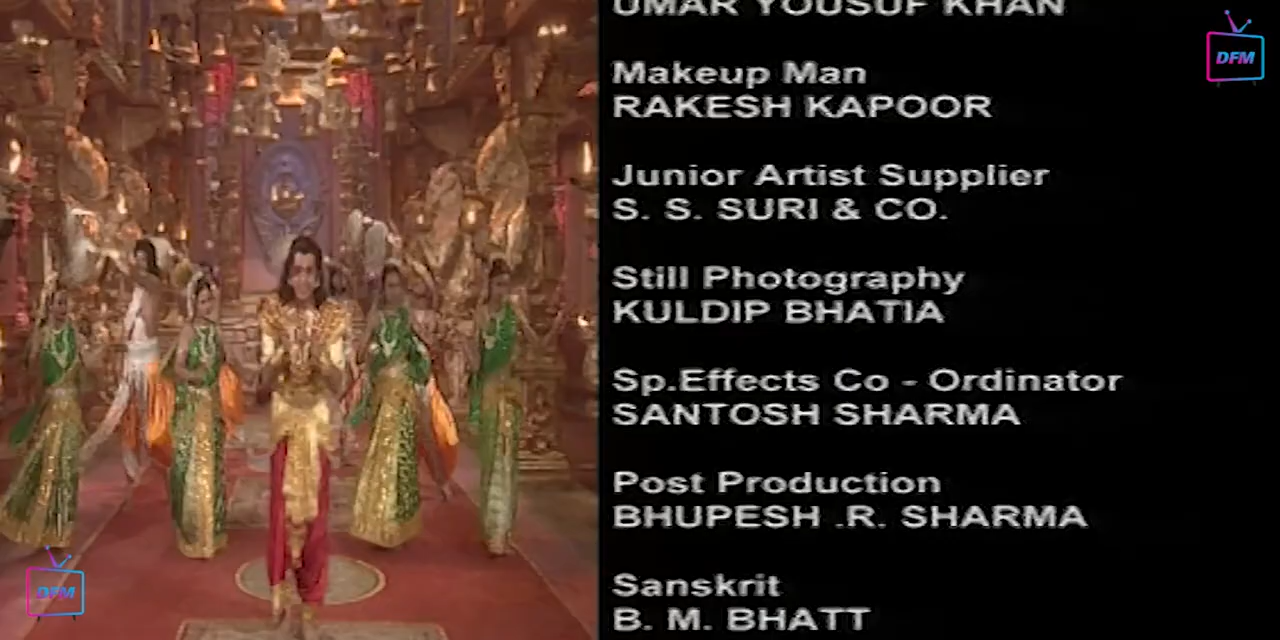 UMAR YOUSUF KHAN
DFM
Makeup Man
RAKESH KAPOOR
Junior Artist Supplier
S. S. SURI & CO.
Still Photography
KULDIP BHATIA
Sp.Effects Co - Ordinator
SANTOSH SHARMA
Post Production
BHUPESH .R. SHARMA
DFM
Sanskrit
B. M. BHATT